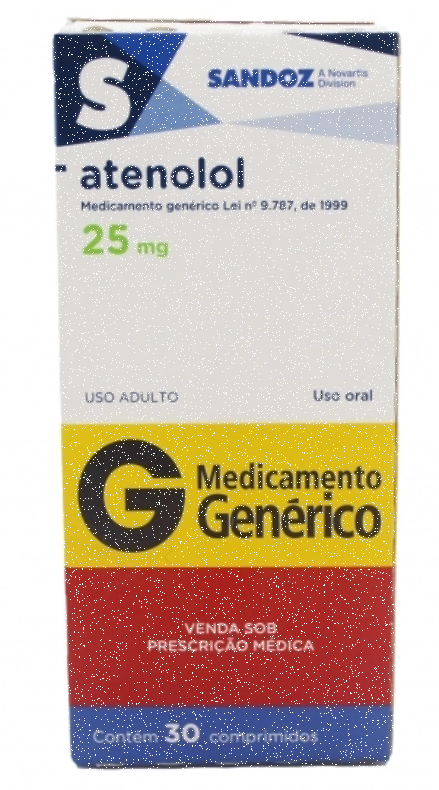 S
SANDOZ A Novartis
Division
atenolol
Medicamento genérico Lei nº 9.787, de 1999
25 mg
USO ADULTO Uso oral
G Medicamento
Genérico
VENDA SOB
PRESCRIÇÃO MÉDICA
Contém 30 comprimidos